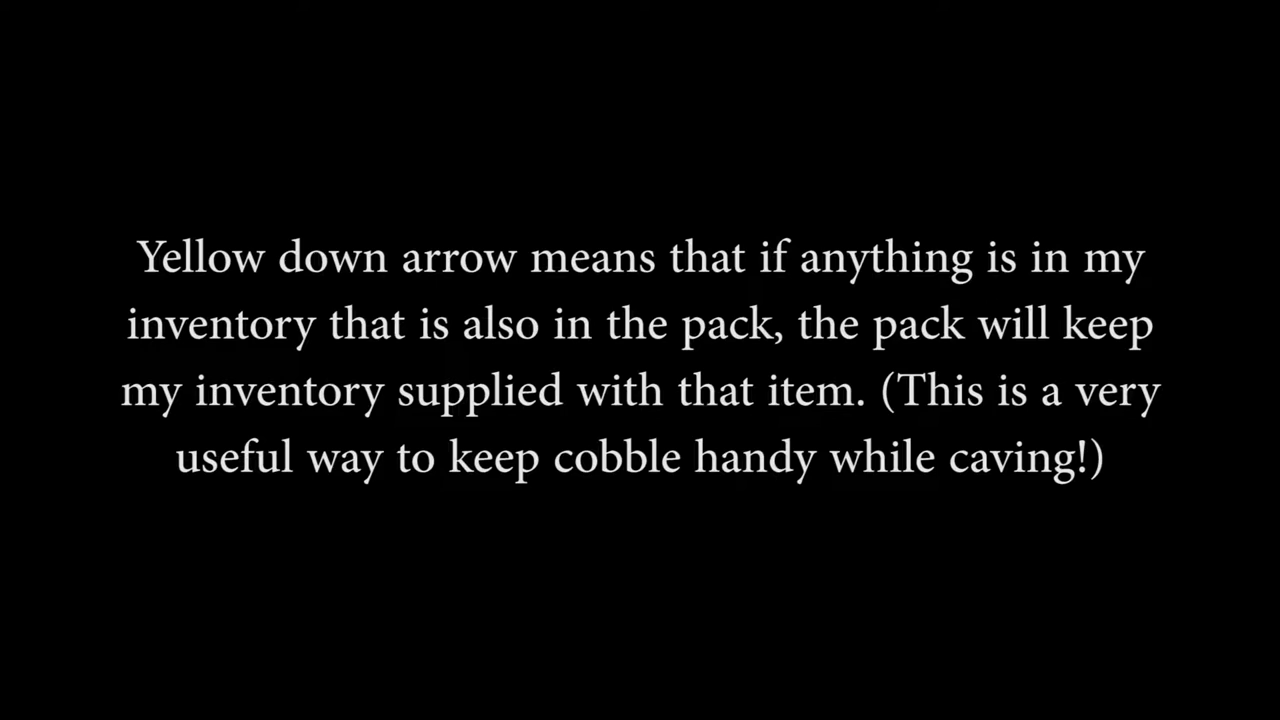 Yellow down arrow means that if anything is in my
inventory that is also in the pack, the pack will keep
my inventory supplied with that item. (This is a very
useful way to keep cobble handy while caving!)